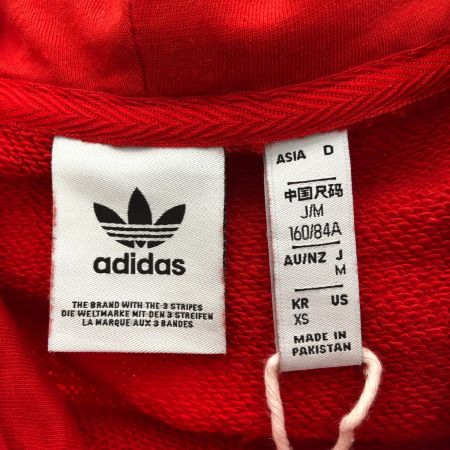 adidas
THE BRAND WITH THE 3 STRIPES
DIE WELTMARKE MIT DEN 3 STREIFEN
LA MARQUE AUX 3 BANDES
ASIA D
中国尺码
J/M
160/84A
AU/NZ J
M
KR US
XS
MADE IN
PAKISTAN